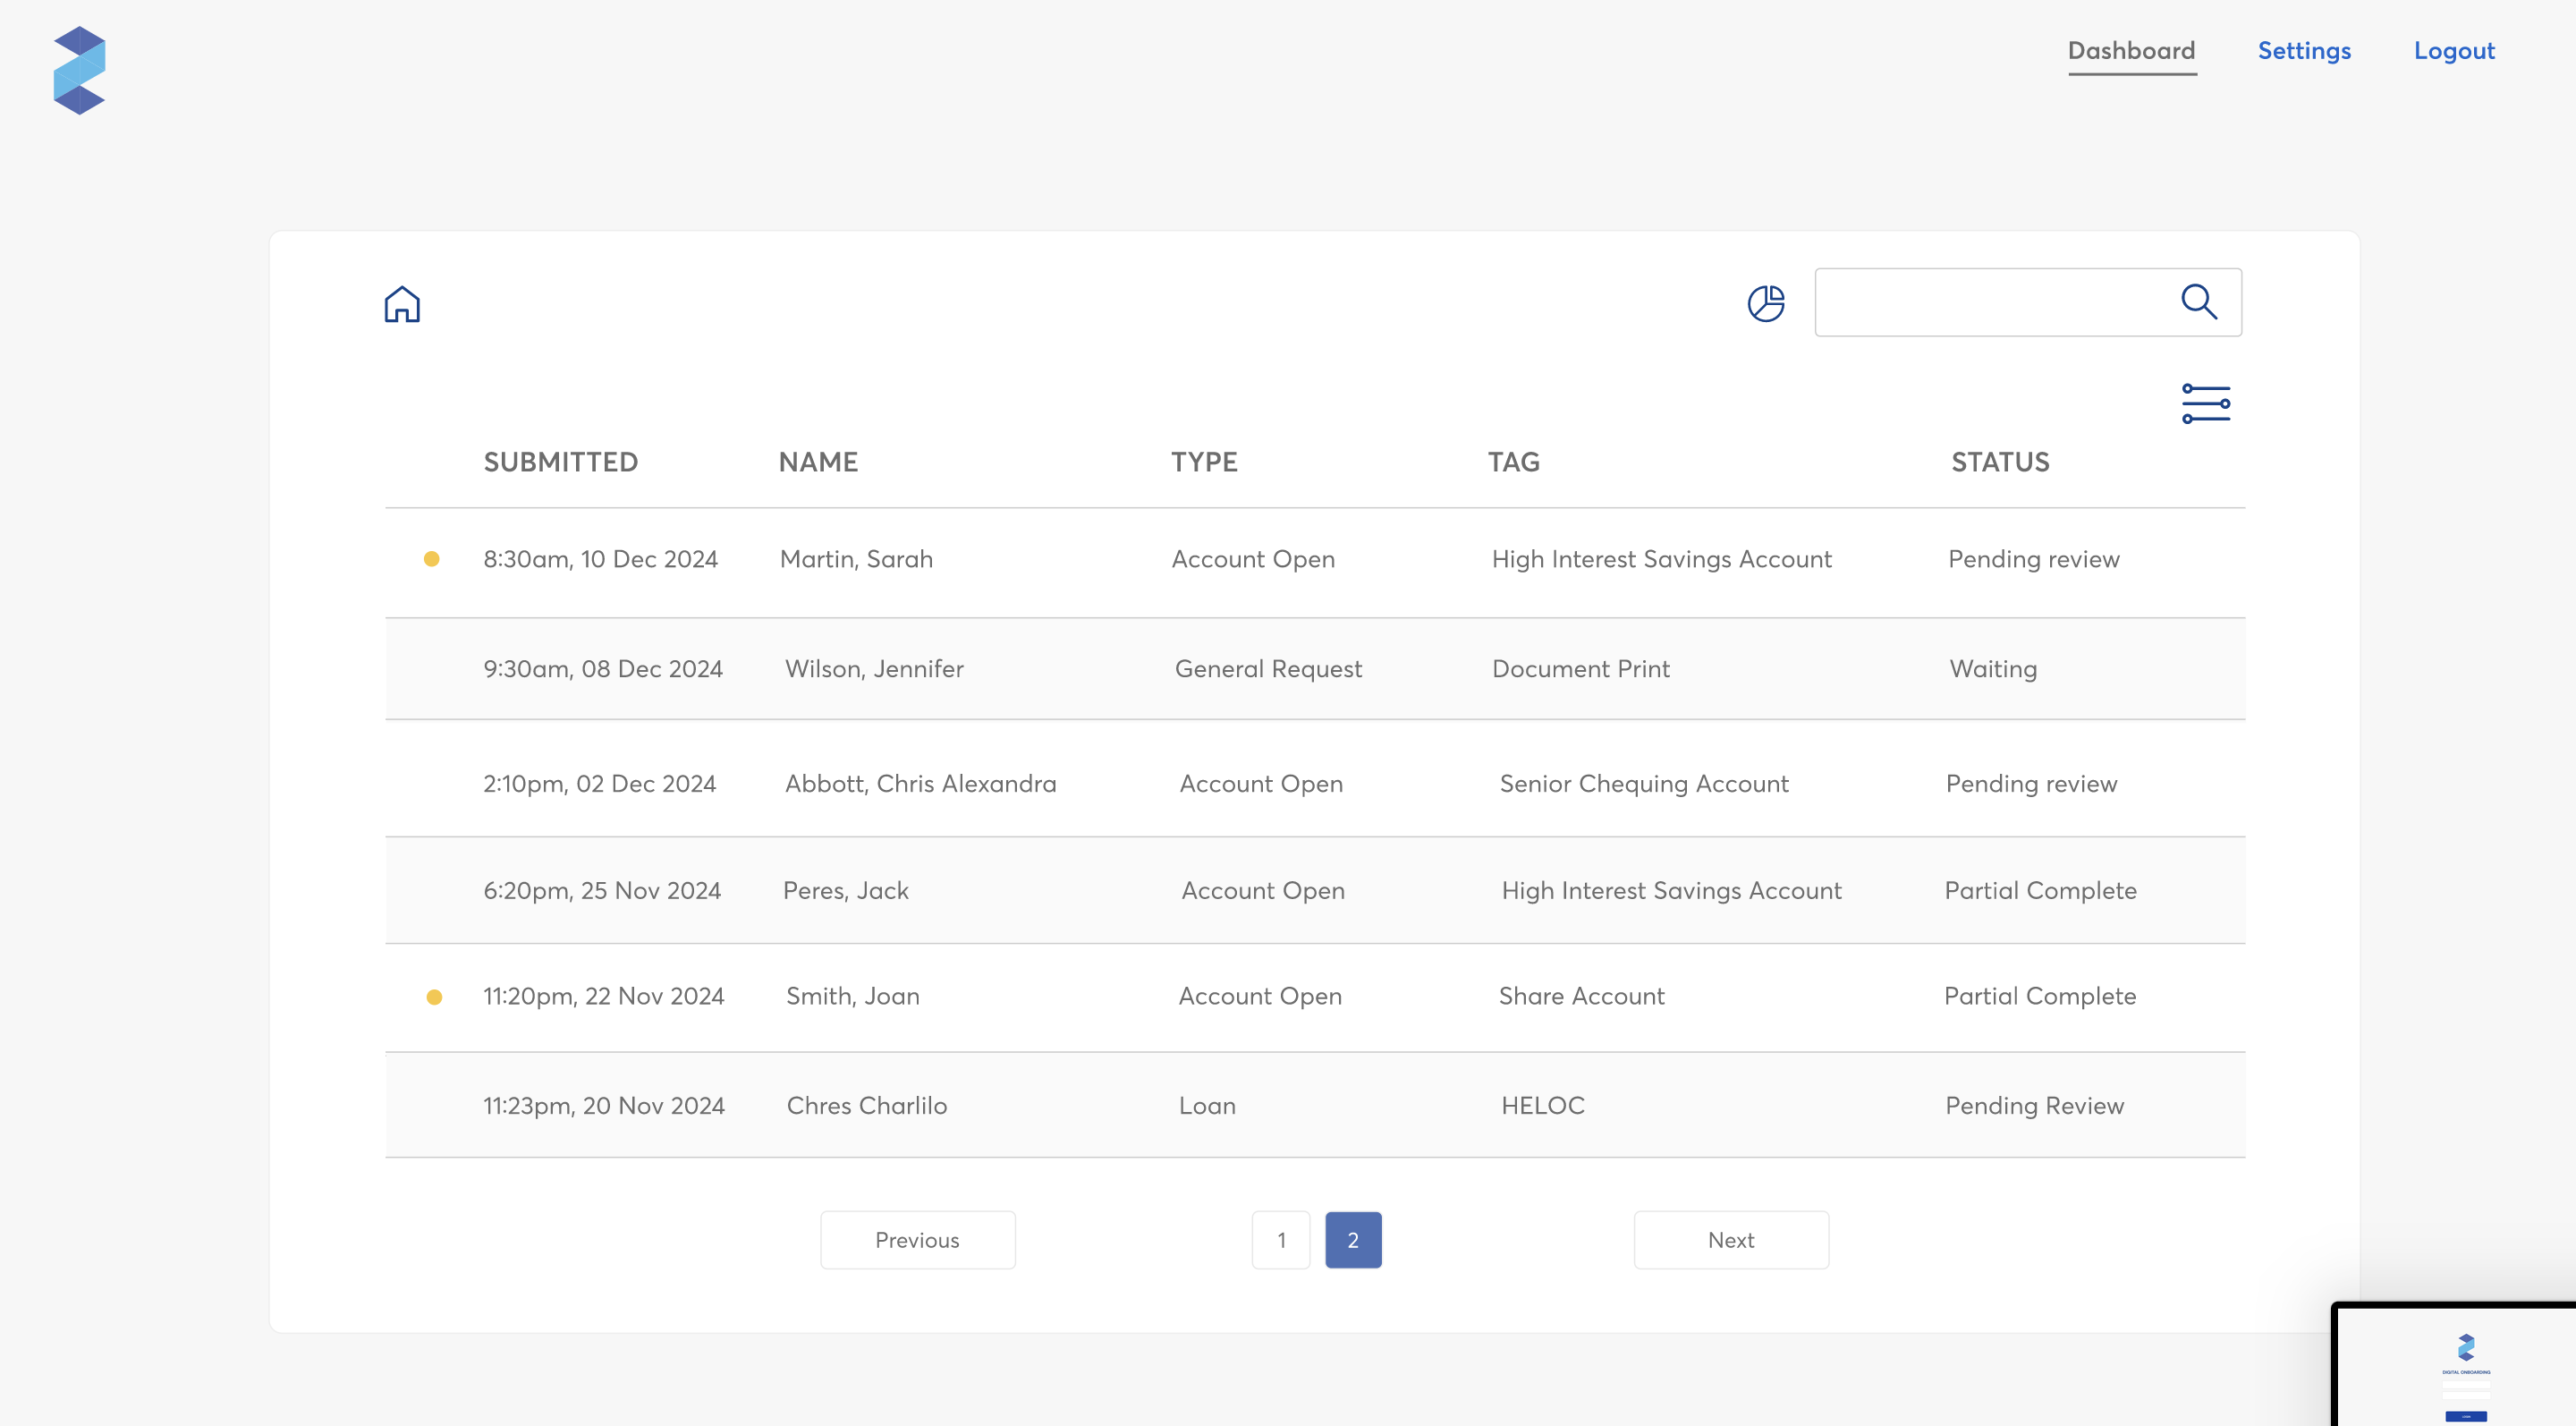 Dashboard Settings Logout
SUBMITTED NAME TYPE TAG STATUS
8:30am, 10 Dec 2024 Martin, Sarah Account Open High Interest Savings Account Pending review
9:30am, 08 Dec 2024 Wilson, Jennifer General Request Document Print Waiting
2:10pm, 02 Dec 2024 Abbott, Chris Alexandra Account Open Senior Chequing Account Pending review
6:20pm, 25 Nov 2024 Peres, Jack Account Open High Interest Savings Account Partial Complete
11:20pm, 22 Nov 2024 Smith, Joan Account Open Share Account Partial Complete
11:23pm, 20 Nov 2024 Chres Charlilo Loan HELOC Pending Review
Previous 1 2 Next
DIGITAL ONBOARDING